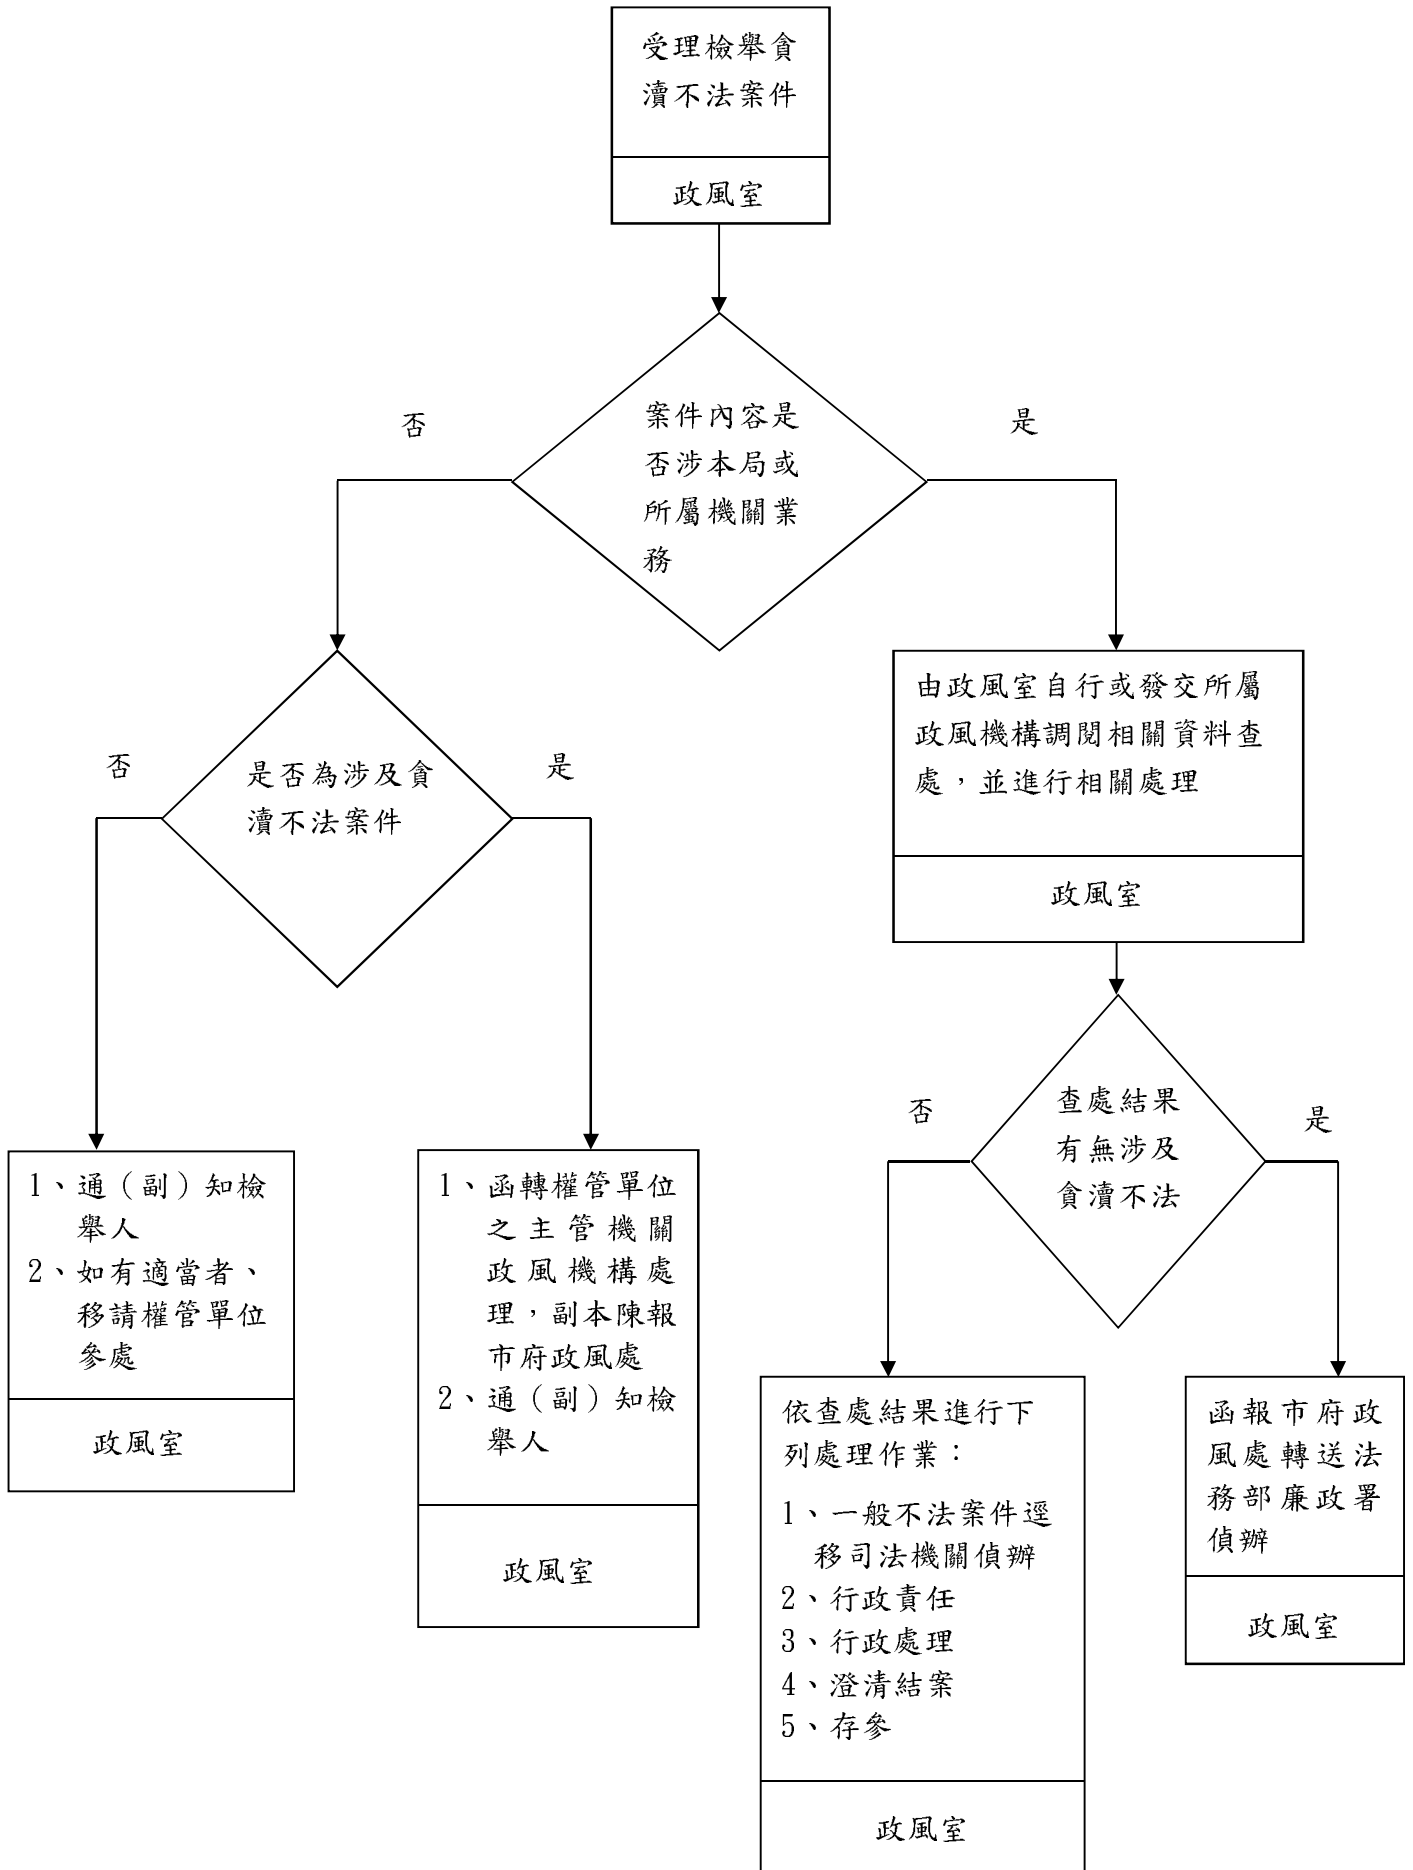 受理檢舉貪
瀆不法案件
政風室
案件內容是
否涉本局或
所屬機關業
務
否
是
是否為涉及貪
瀆不法案件
否
是
由政風室自行或發交所屬
政風機構調閱相關資料查
處，並進行相關處理
政風室
查處結果
有無涉及
貪瀆不法
否
是
1、通（副）知檢
舉人
2、如有適當者、
移請權管單位
參處
政風室
1、函轉權管單位
之主管機關
政風機構處
理，副本陳報
市府政風處
2、通（副）知檢
舉人
政風室
依查處結果進行下
列處理作業：
1、一般不法案件逕
移司法機關偵辦
2、行政責任
3、行政處理
4、澄清結案
5、存參
政風室
函報市府政
風處轉送法
務部廉政署
偵辦
政風室